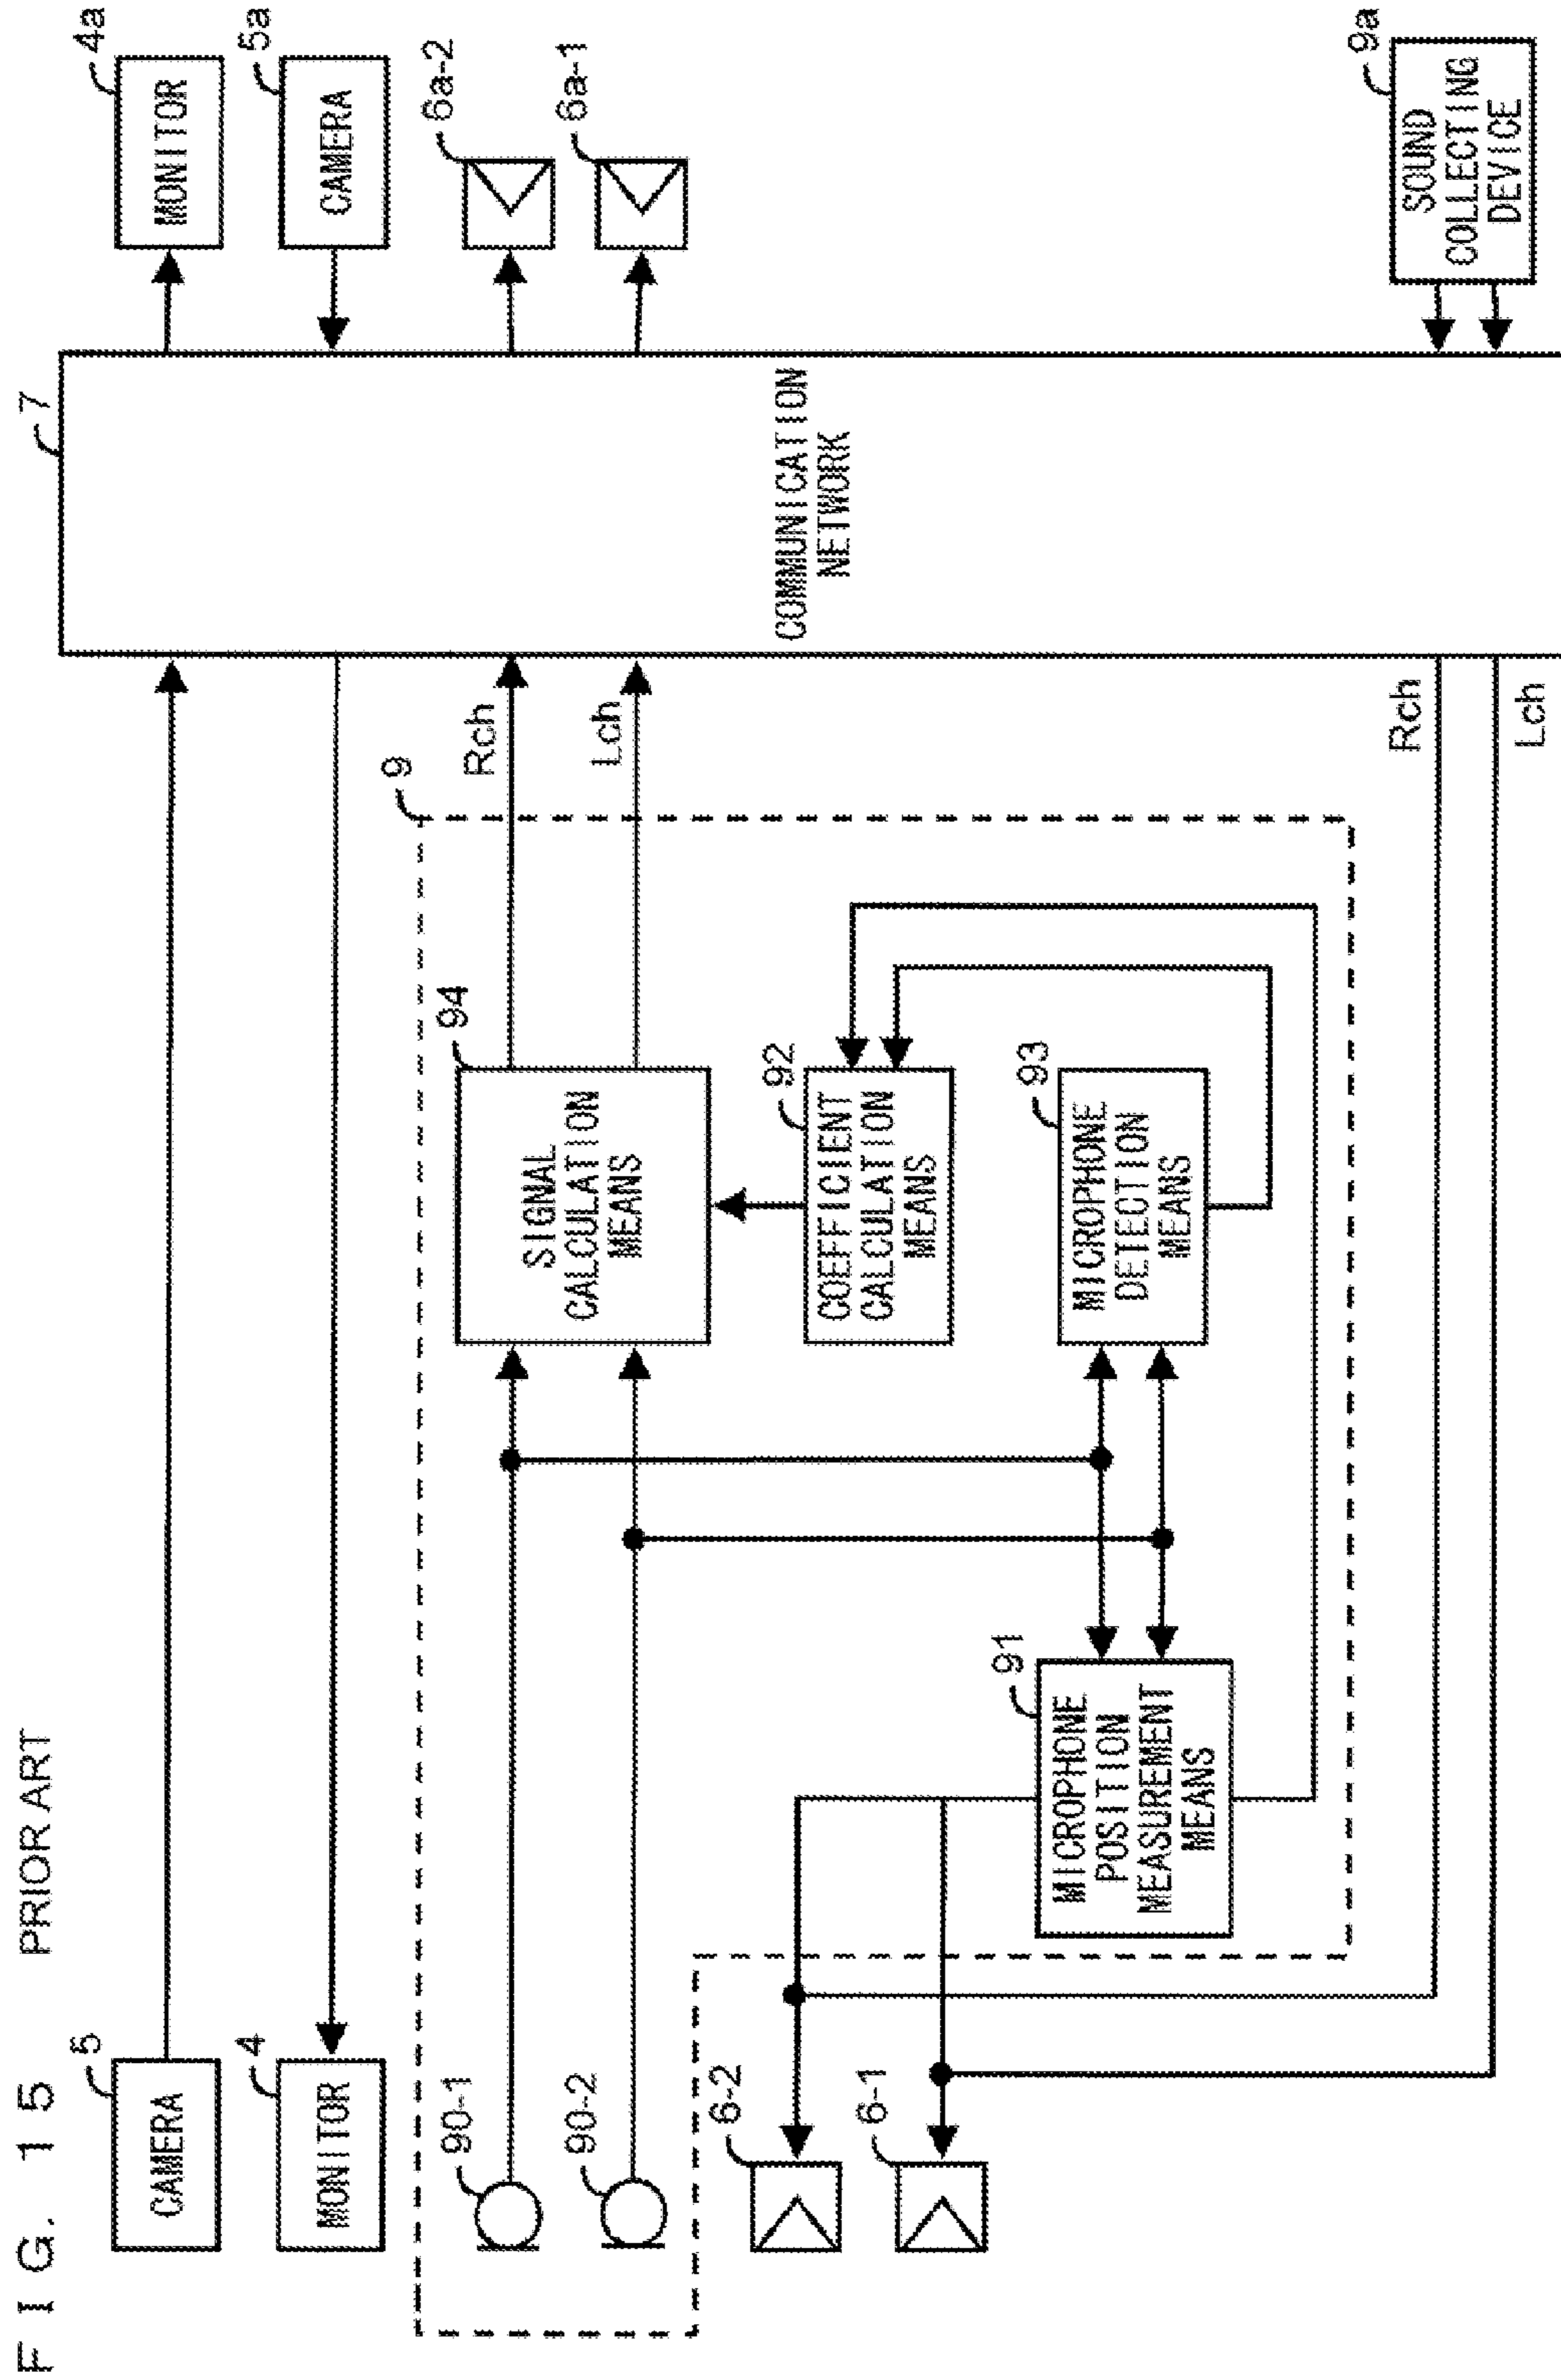 FIG. 15 PRIOR ART
5
CAMERA
4
MONITOR
90-1
90-2
6-2
6-1
9
94
SIGNAL
CALCULATION
MEANS
92
COEFFICIENT
CALCULATION
MEANS
93
MICROPHONE
DETECTION
MEANS
91
MICROPHONE
POSITION
MEASUREMENT
MEANS
Rch
Lch
Rch
Lch
7
COMMUNICATION
NETWORK
4a
MONITOR
5a
CAMERA
6a-2
6a-1
9a
SOUND
COLLECTING
DEVICE